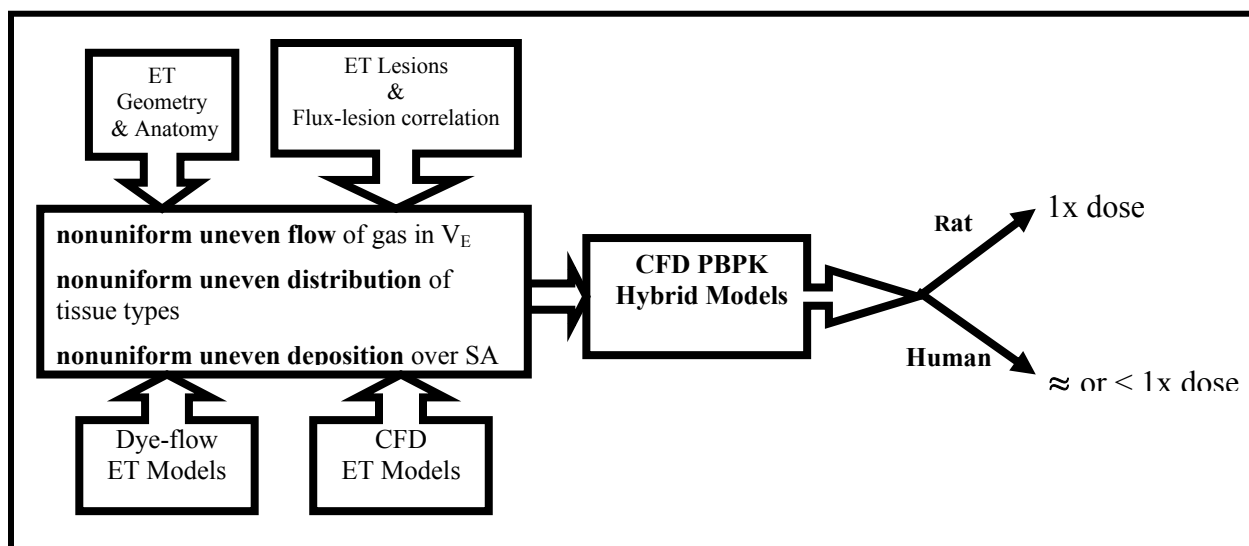 ET
Geometry
& Anatomy
ET Lesions
&
Flux-lesion correlation
nonuniform uneven flow of gas in VE
nonuniform uneven distribution of
tissue types
nonuniform uneven deposition over SA
Dye-flow
ET Models
CFD
ET Models
CFD PBPK
Hybrid Models
Rat
1x dose
Human
≈ or < 1x dose